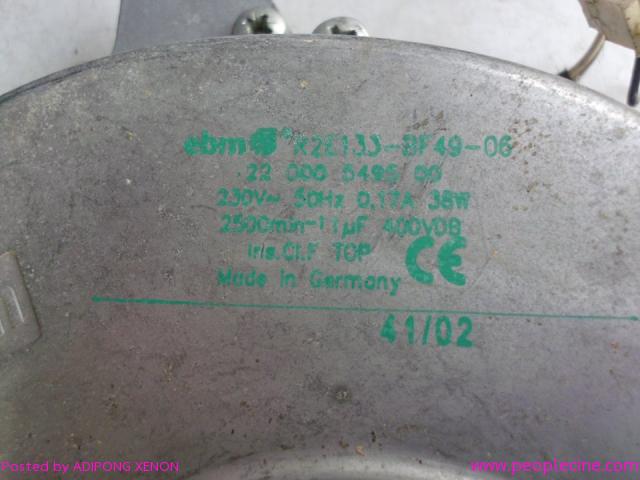 ebm R2E133-BF49-06
22 000 5495 00
230V~ 50Hz 0,17A 38W
2500min-1 1µF 400VDB
Iris.Cl.F TOP
CE
Made in Germany
41/02
Posted by ADIPONG XENON
www.peoplecine.com